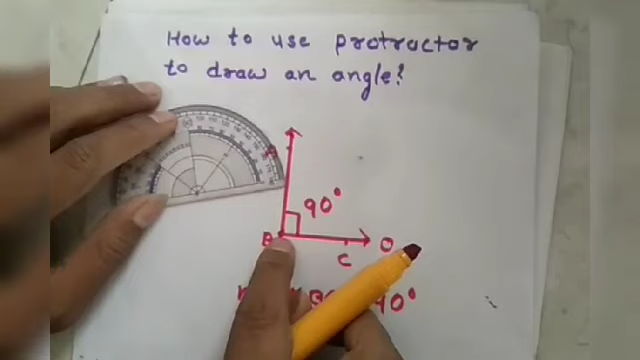 How to use protractor
to draw an angle?
A
90°
B
O
C
90°